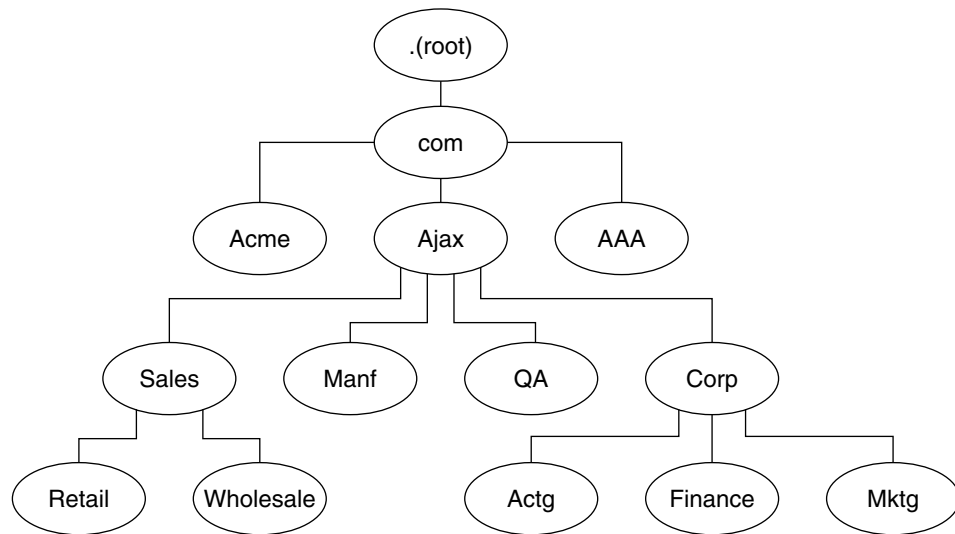 .(root)
com
Acme
Ajax
AAA
Sales
Manf
QA
Corp
Retail
Wholesale
Actg
Finance
Mktg